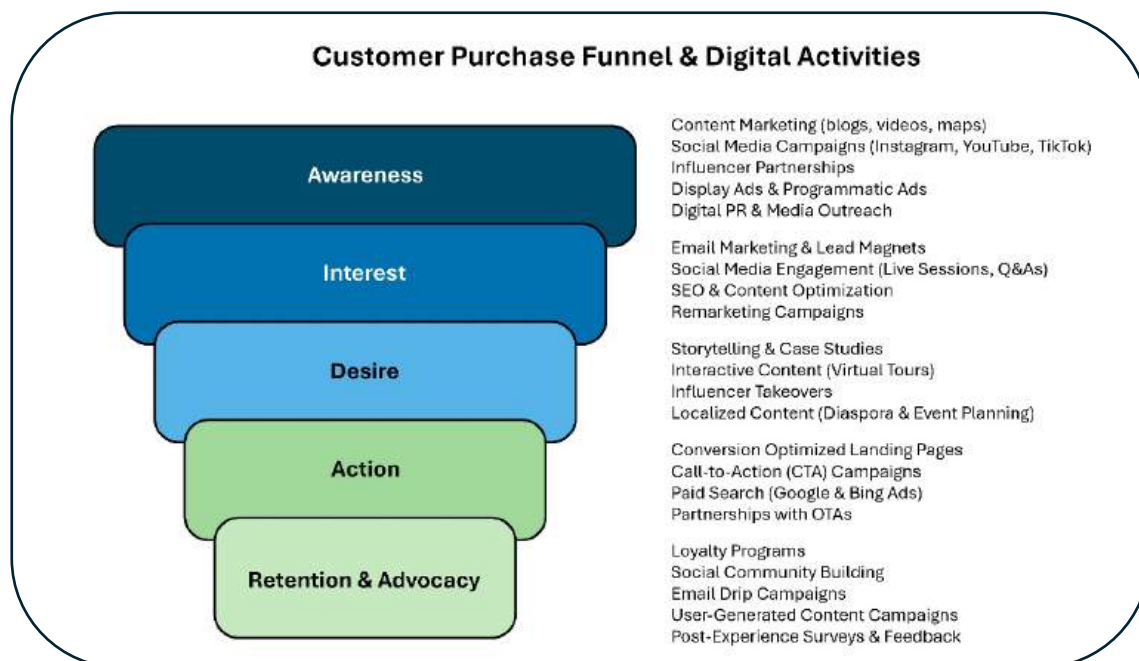 Customer Purchase Funnel & Digital Activities
Awareness
Content Marketing (blogs, videos, maps)
Social Media Campaigns (Instagram, YouTube, TikTok)
Influencer Partnerships
Display Ads & Programmatic Ads
Digital PR & Media Outreach
Interest
Email Marketing & Lead Magnets
Social Media Engagement (Live Sessions, Q&As)
SEO & Content Optimization
Remarketing Campaigns
Desire
Storytelling & Case Studies
Interactive Content (Virtual Tours)
Influencer Takeovers
Localized Content (Diaspora & Event Planning)
Action
Conversion Optimized Landing Pages
Call-to-Action (CTA) Campaigns
Paid Search (Google & Bing Ads)
Partnerships with OTAs
Retention & Advocacy
Loyalty Programs
Social Community Building
Email Drip Campaigns
User-Generated Content Campaigns
Post-Experience Surveys & Feedback